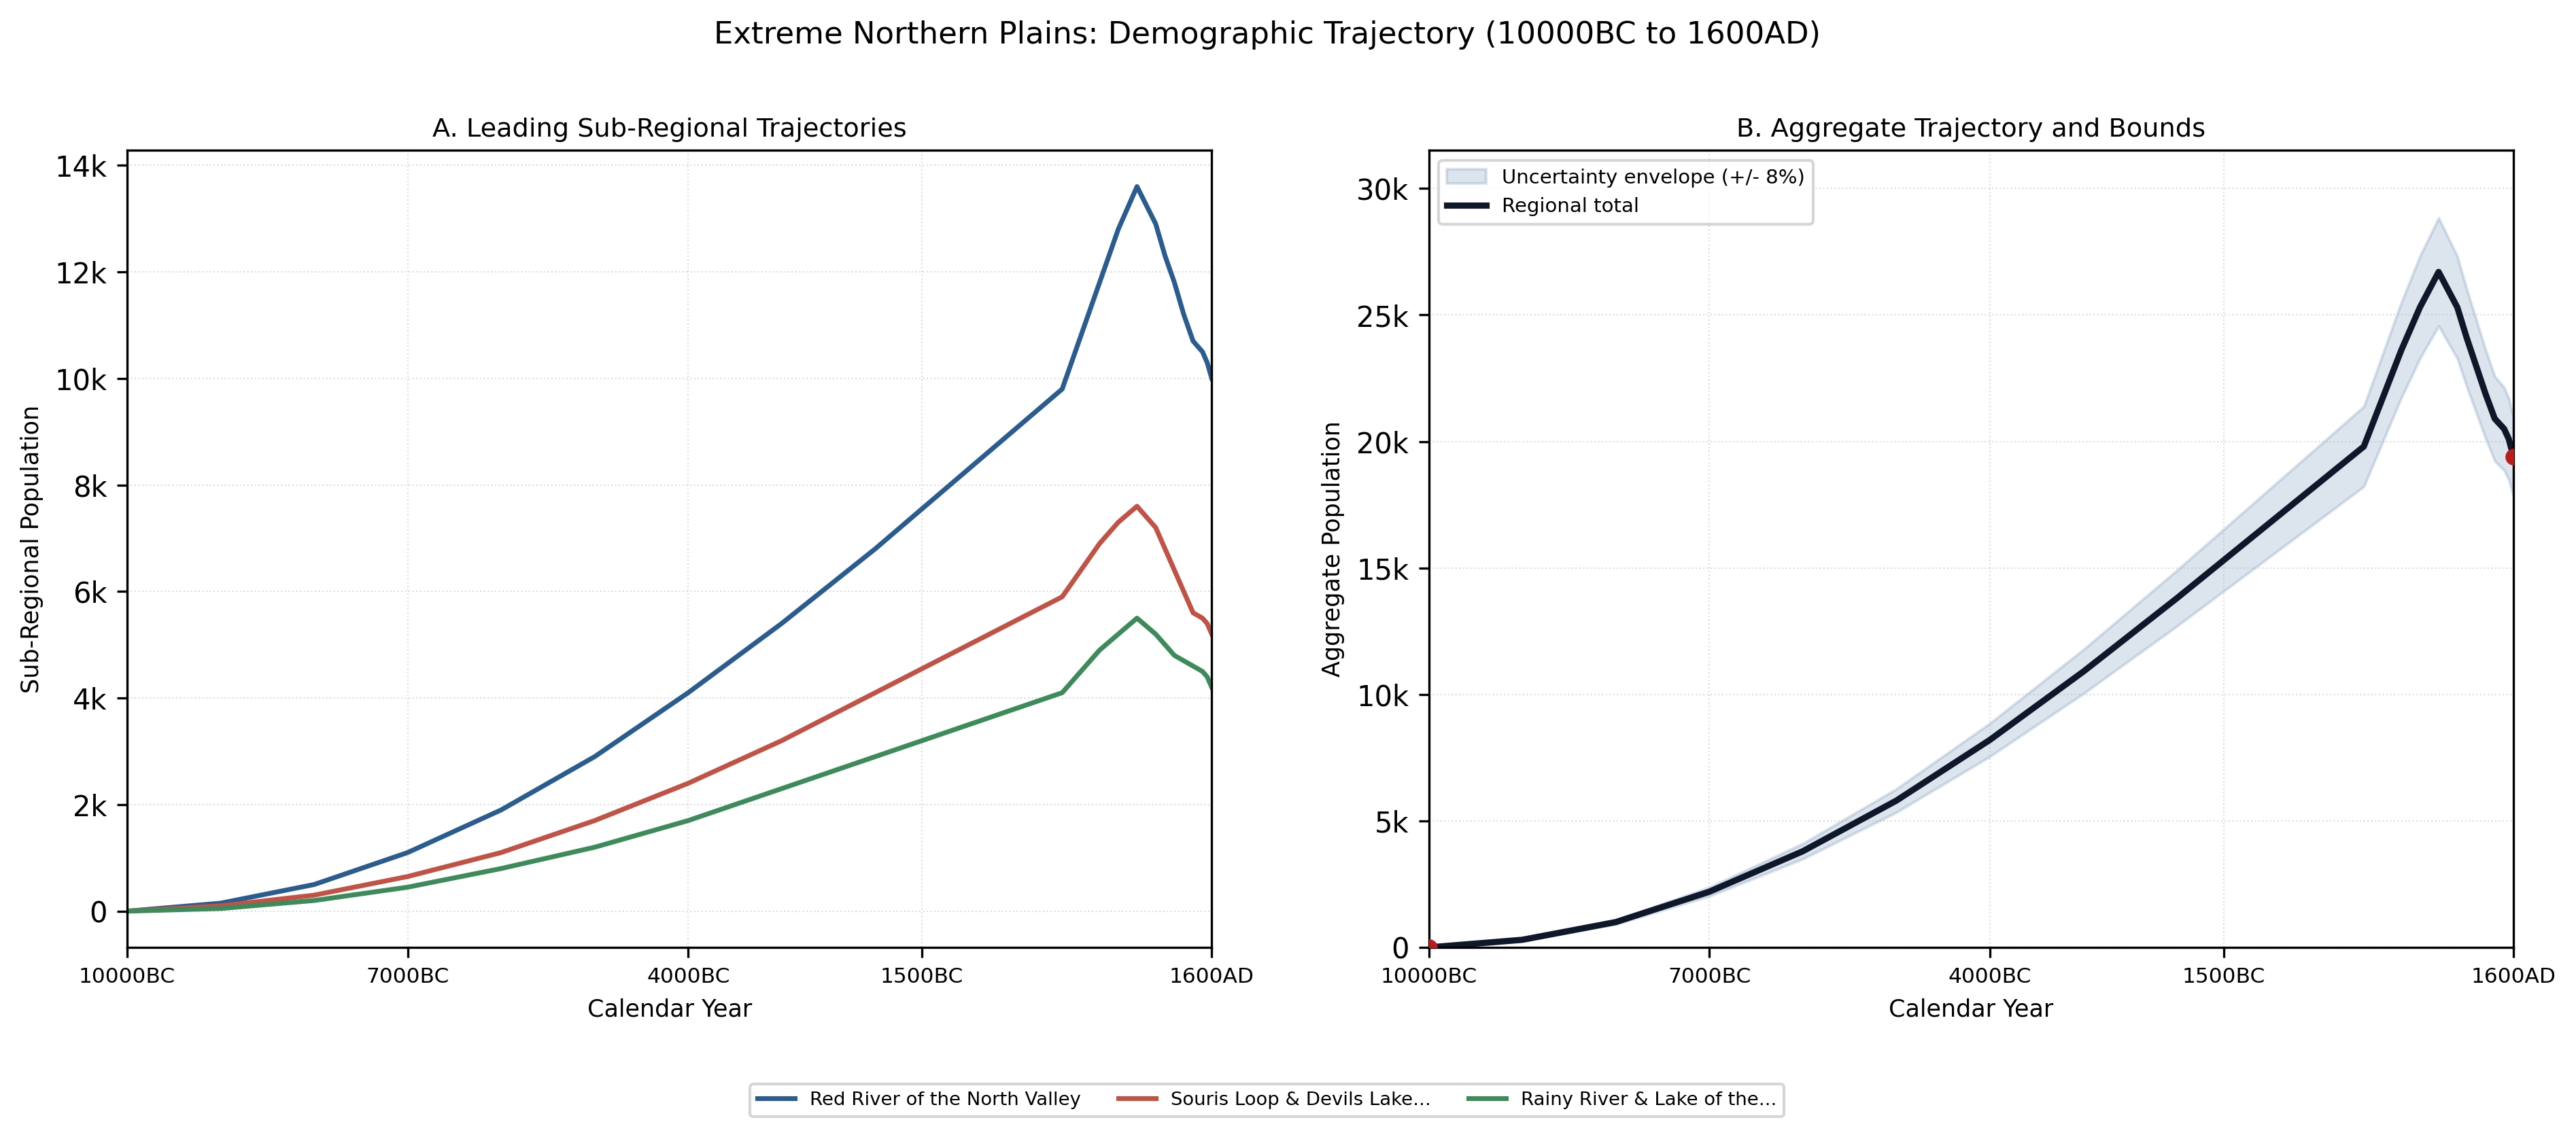 Extreme Northern Plains: Demographic Trajectory (10000BC to 1600AD)
A. Leading Sub-Regional Trajectories
Sub-Regional Population
14k
12k
10k
8k
6k
4k
2k
0
10000BC 7000BC 4000BC 1500BC 1600AD
Calendar Year
B. Aggregate Trajectory and Bounds
Uncertainty envelope (+/- 8%)
Regional total
Aggregate Population
30k
25k
20k
15k
10k
5k
0
10000BC 7000BC 4000BC 1500BC 1600AD
Calendar Year
Red River of the North Valley Souris Loop & Devils Lake... Rainy River & Lake of the...